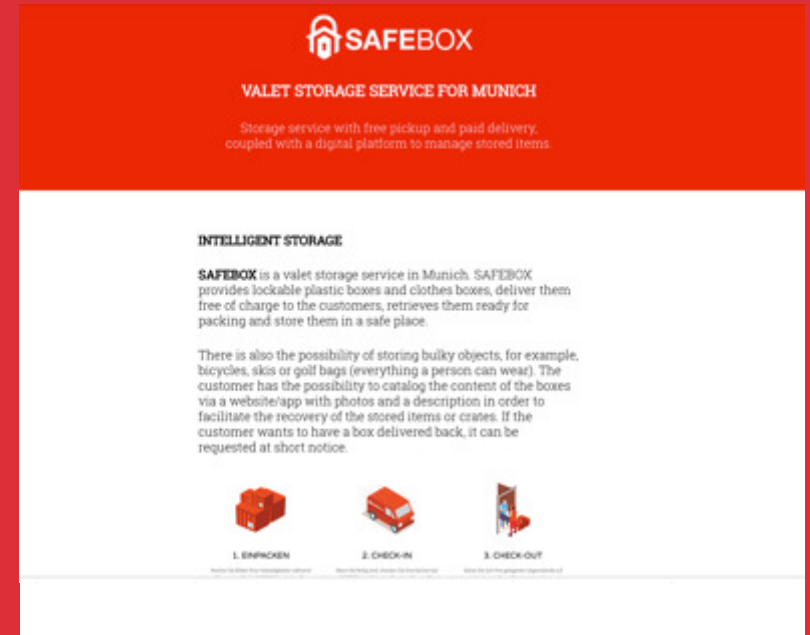 SAFEBOX
VALET STORAGE SERVICE FOR MUNICH
Storage service with free pickup and paid delivery,
coupled with a digital platform to manage stored items.
INTELLIGENT STORAGE
SAFEBOX is a valet storage service in Munich. SAFEBOX
provides lockable plastic boxes and clothes boxes, deliver them
free of charge to the customers, retrieves them ready for
packing and store them in a safe place.
There is also the possibility of storing bulky objects, for example,
bicycles, skis or golf bags (everything a person can wear). The
customer has the possibility to catalog the content of the boxes
via a website/app with photos and a description in order to
facilitate the recovery of the stored items or crates. If the
customer wants to have a box delivered back, it can be
requested at short notice.
1. EINPACKEN
2. CHECK-IN
3. CHECK-OUT